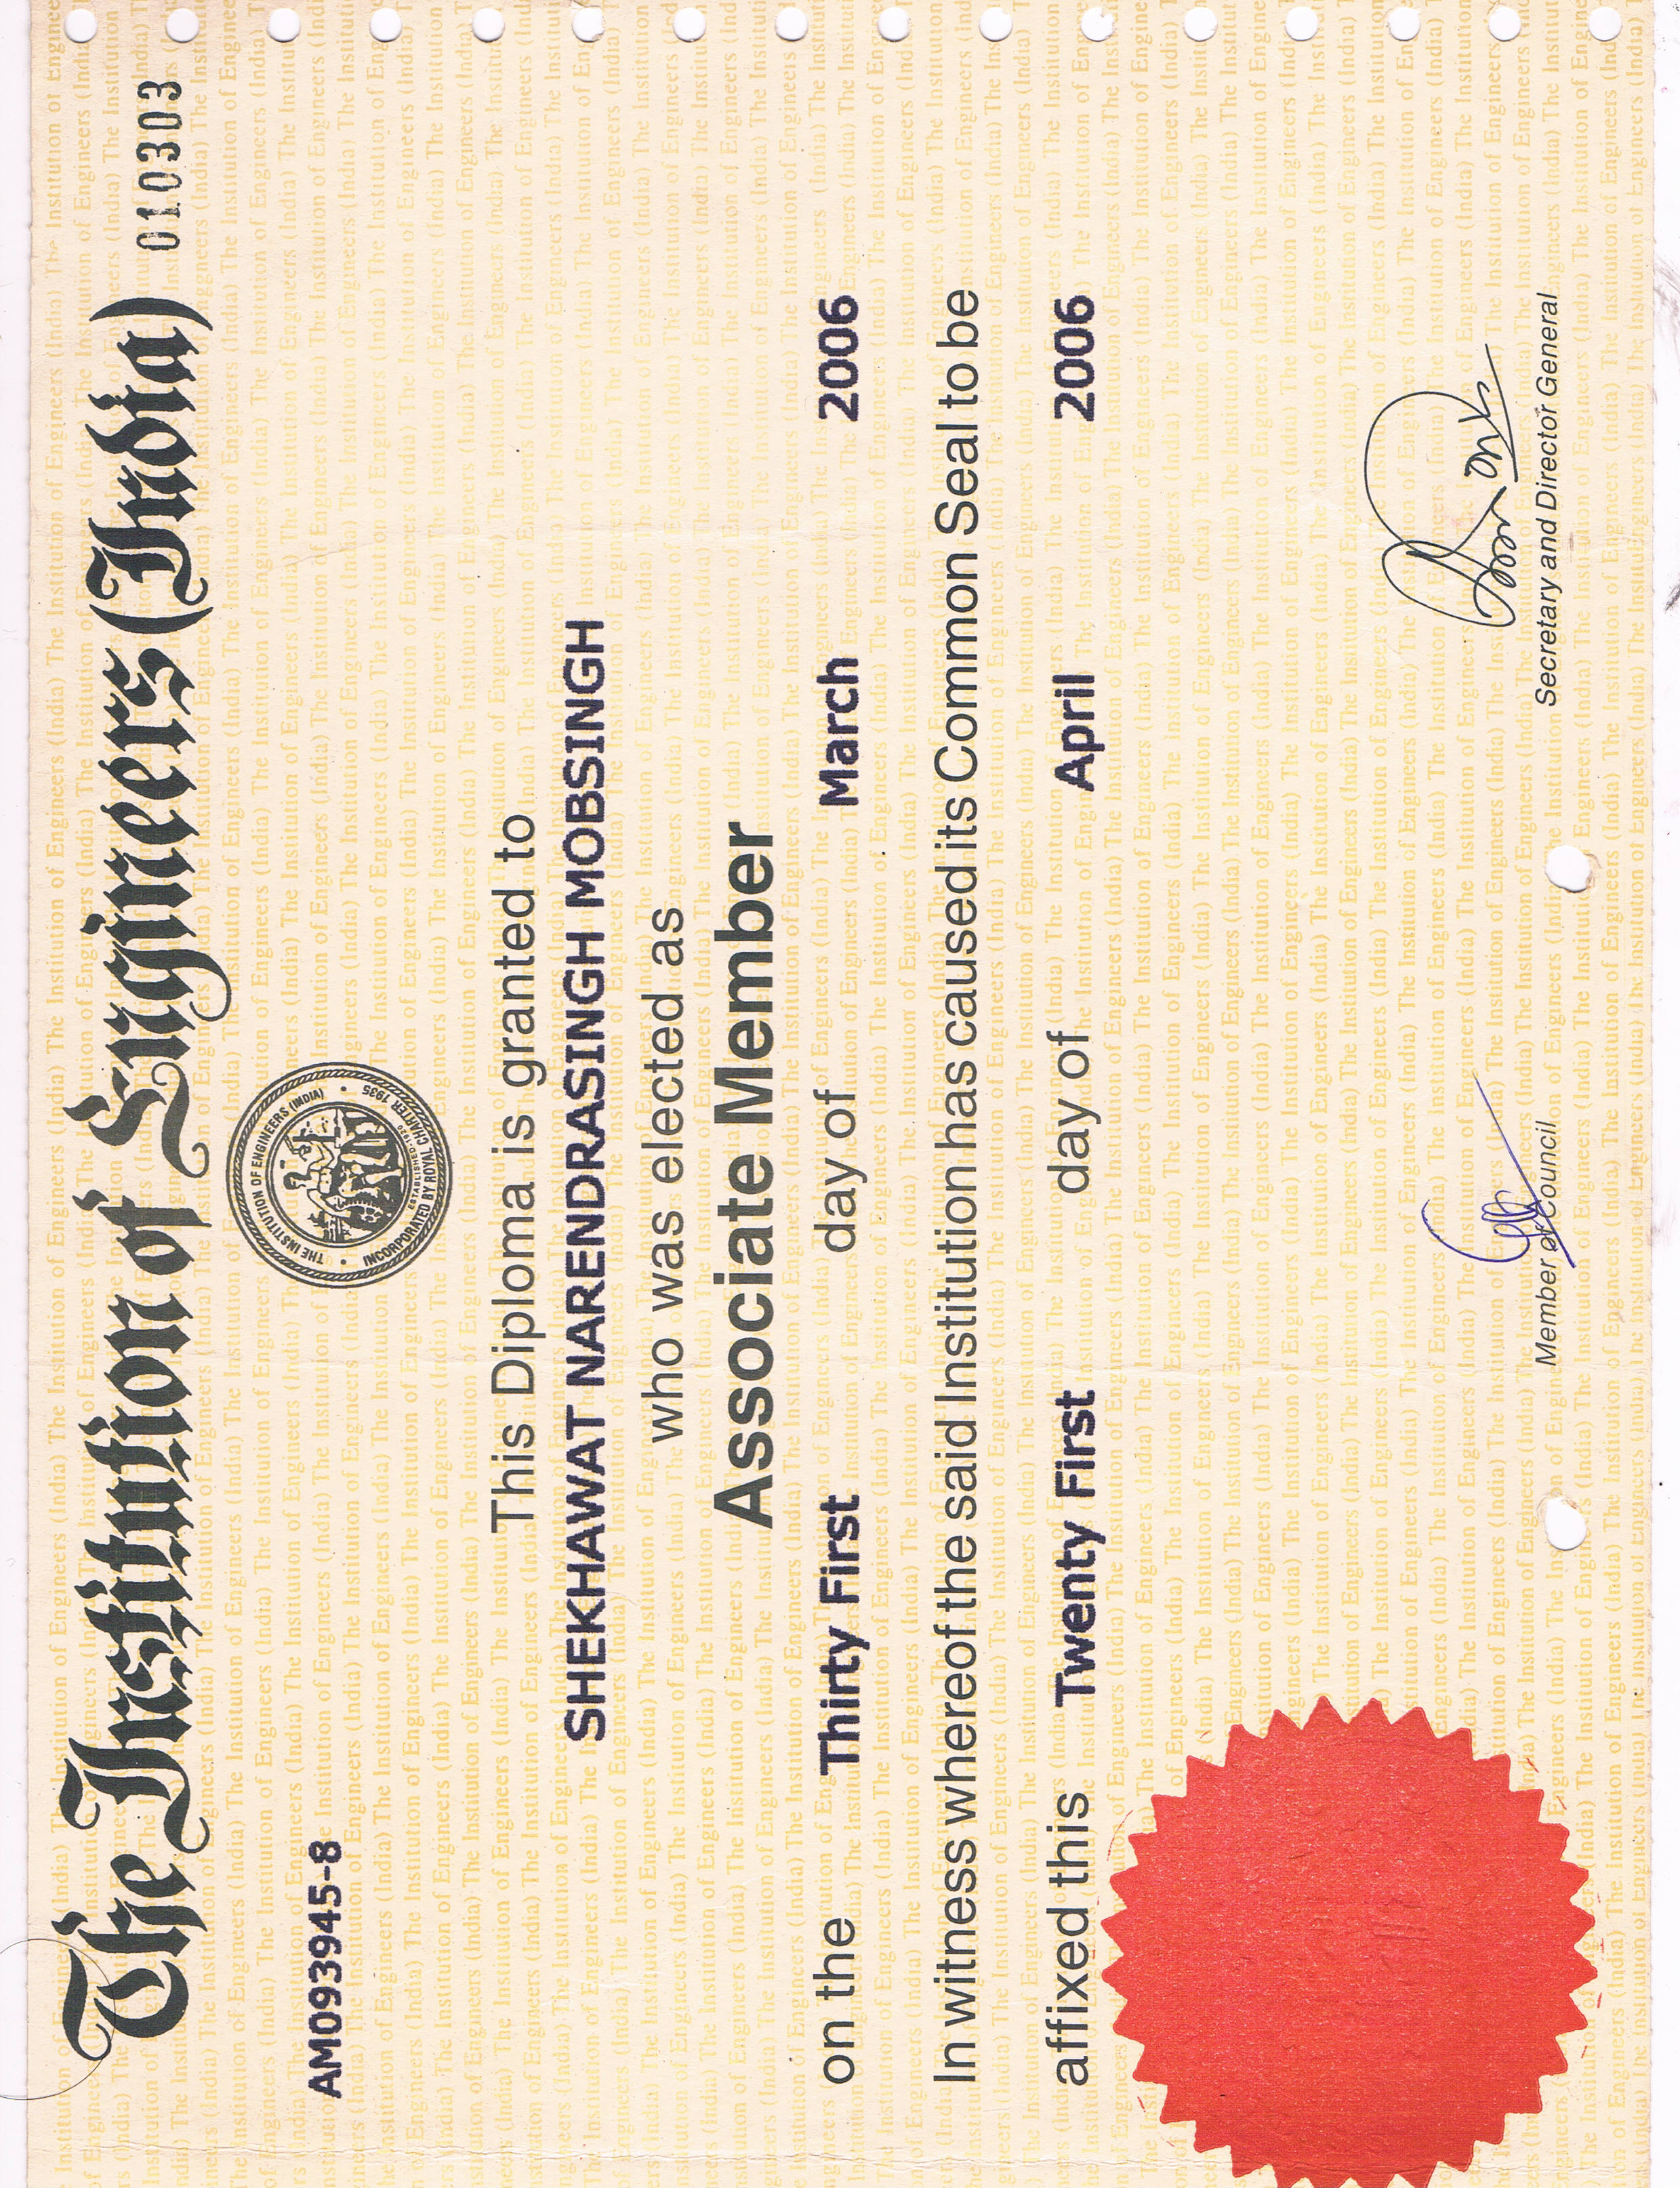 The Institution of Engineers (India) 010303
THE INSTITUTION OF ENGINEERS (INDIA)
ESTABLISHED-1920
INCORPORATED BY ROYAL CHARTER 1935
AM093945-8
This Diploma is granted to
SHEKHAWAT NARENDRASINGH MOBSINGH
who was elected as
Associate Member
on the Thirty First day of March 2006
In witness whereof the said Institution has caused its Common Seal to be
affixed this Twenty First day of April 2006
Member of Council Secretary and Director General